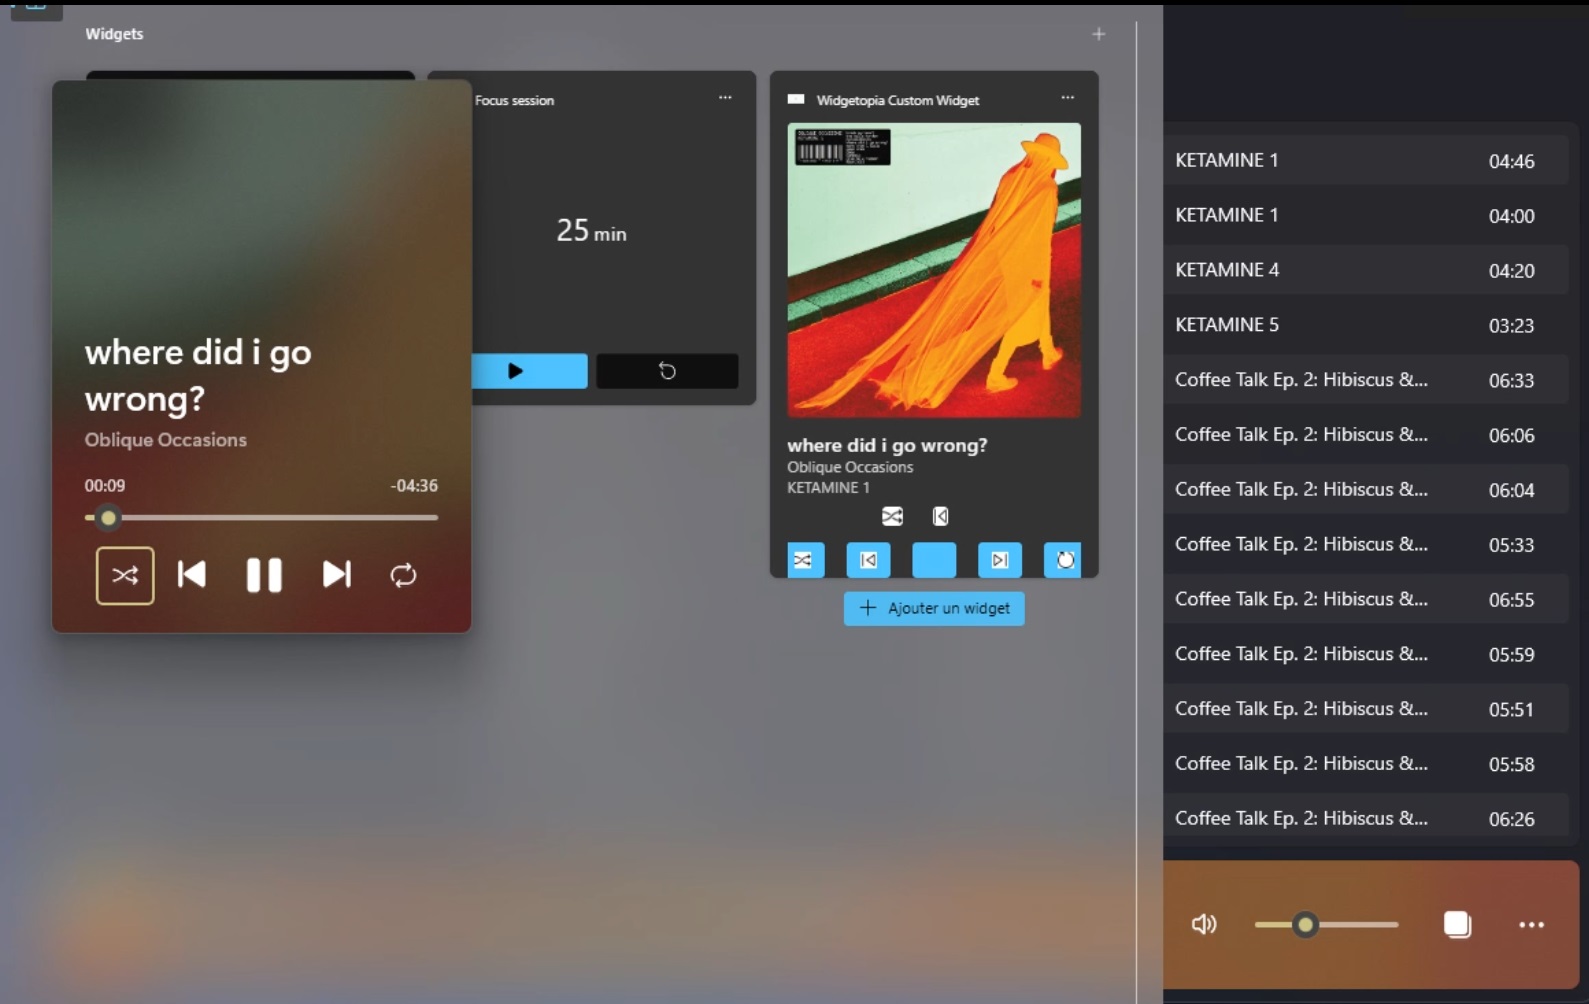 Widgets
where did i go
wrong?
Oblique Occasions
00:09
-04:36
Focus session
25 min
Widgetopia Custom Widget
where did i go wrong?
Oblique Occasions
KETAMINE 1
Ajouter un widget
KETAMINE 1 04:46
KETAMINE 1 04:00
KETAMINE 4 04:20
KETAMINE 5 03:23
Coffee Talk Ep. 2: Hibiscus &... 06:33
Coffee Talk Ep. 2: Hibiscus &... 06:06
Coffee Talk Ep. 2: Hibiscus &... 06:04
Coffee Talk Ep. 2: Hibiscus &... 05:33
Coffee Talk Ep. 2: Hibiscus &... 06:55
Coffee Talk Ep. 2: Hibiscus &... 05:59
Coffee Talk Ep. 2: Hibiscus &... 05:51
Coffee Talk Ep. 2: Hibiscus &... 05:58
Coffee Talk Ep. 2: Hibiscus &... 06:26